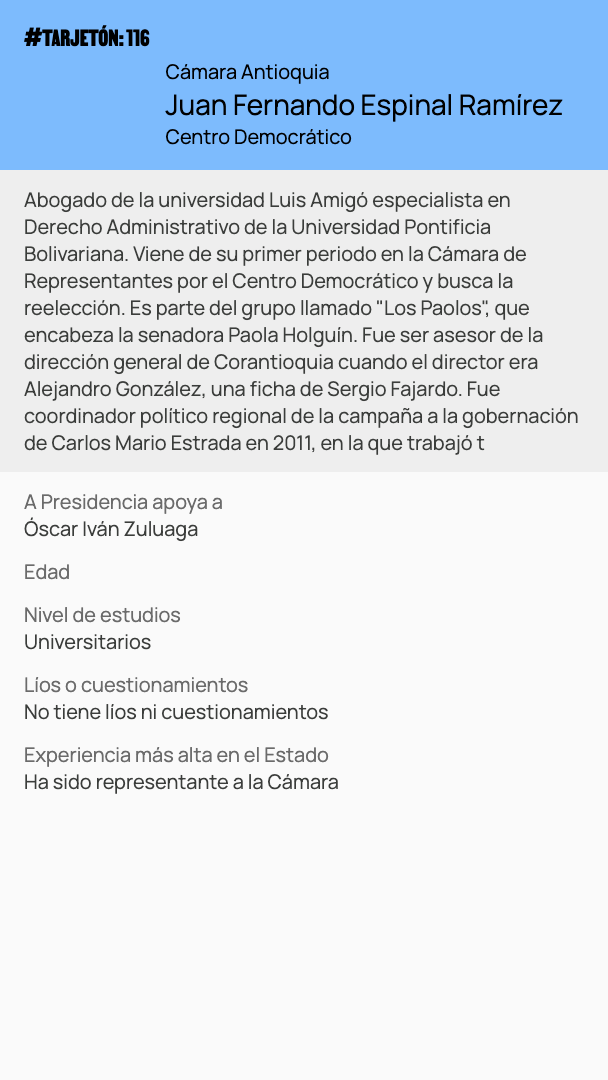 #TARJETÓN: 116
Cámara Antioquia
Juan Fernando Espinal Ramírez
Centro Democrático
Abogado de la universidad Luis Amigó especialista en
Derecho Administrativo de la Universidad Pontificia
Bolivariana. Viene de su primer periodo en la Cámara de
Representantes por el Centro Democrático y busca la
reelección. Es parte del grupo llamado "Los Paolos", que
encabeza la senadora Paola Holguín. Fue ser asesor de la
dirección general de Corantioquia cuando el director era
Alejandro González, una ficha de Sergio Fajardo. Fue
coordinador político regional de la campaña a la gobernación
de Carlos Mario Estrada en 2011, en la que trabajó t
A Presidencia apoya a
Óscar Iván Zuluaga
Edad
Nivel de estudios
Universitarios
Líos o cuestionamientos
No tiene líos ni cuestionamientos
Experiencia más alta en el Estado
Ha sido representante a la Cámara